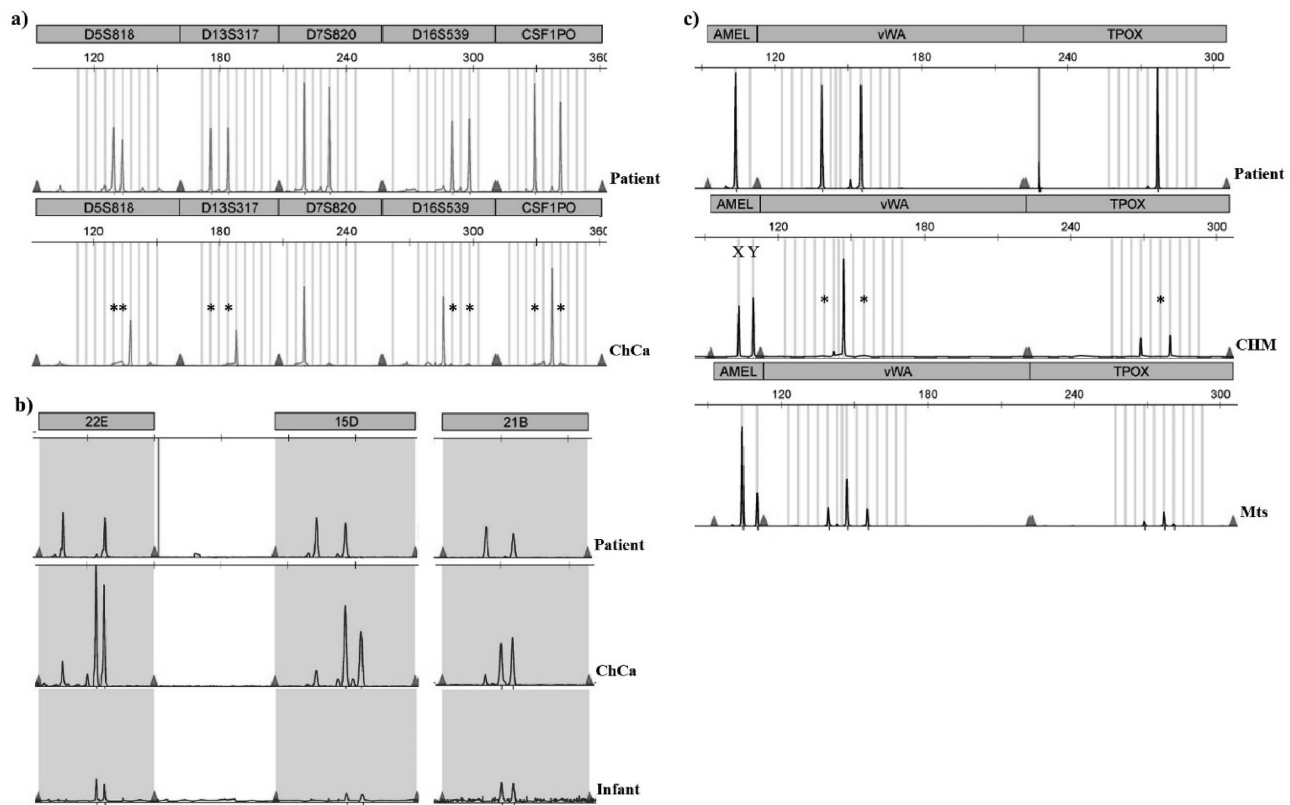 a)
D5S818 D13S317 D7S820 D16S539 CSF1PO
120 180 240 300 360
Patient
D5S818 D13S317 D7S820 D16S539 CSF1PO
120 180 240 300 360
** * * * * * *
ChCa
b)
22E 15D 21B
Patient
ChCa
Infant
c)
AMEL vWA TPOX
120 180 240 300
Patient
AMEL vWA TPOX
120 180 240 300
X Y * * *
CHM
AMEL vWA TPOX
120 180 240 300
Mts